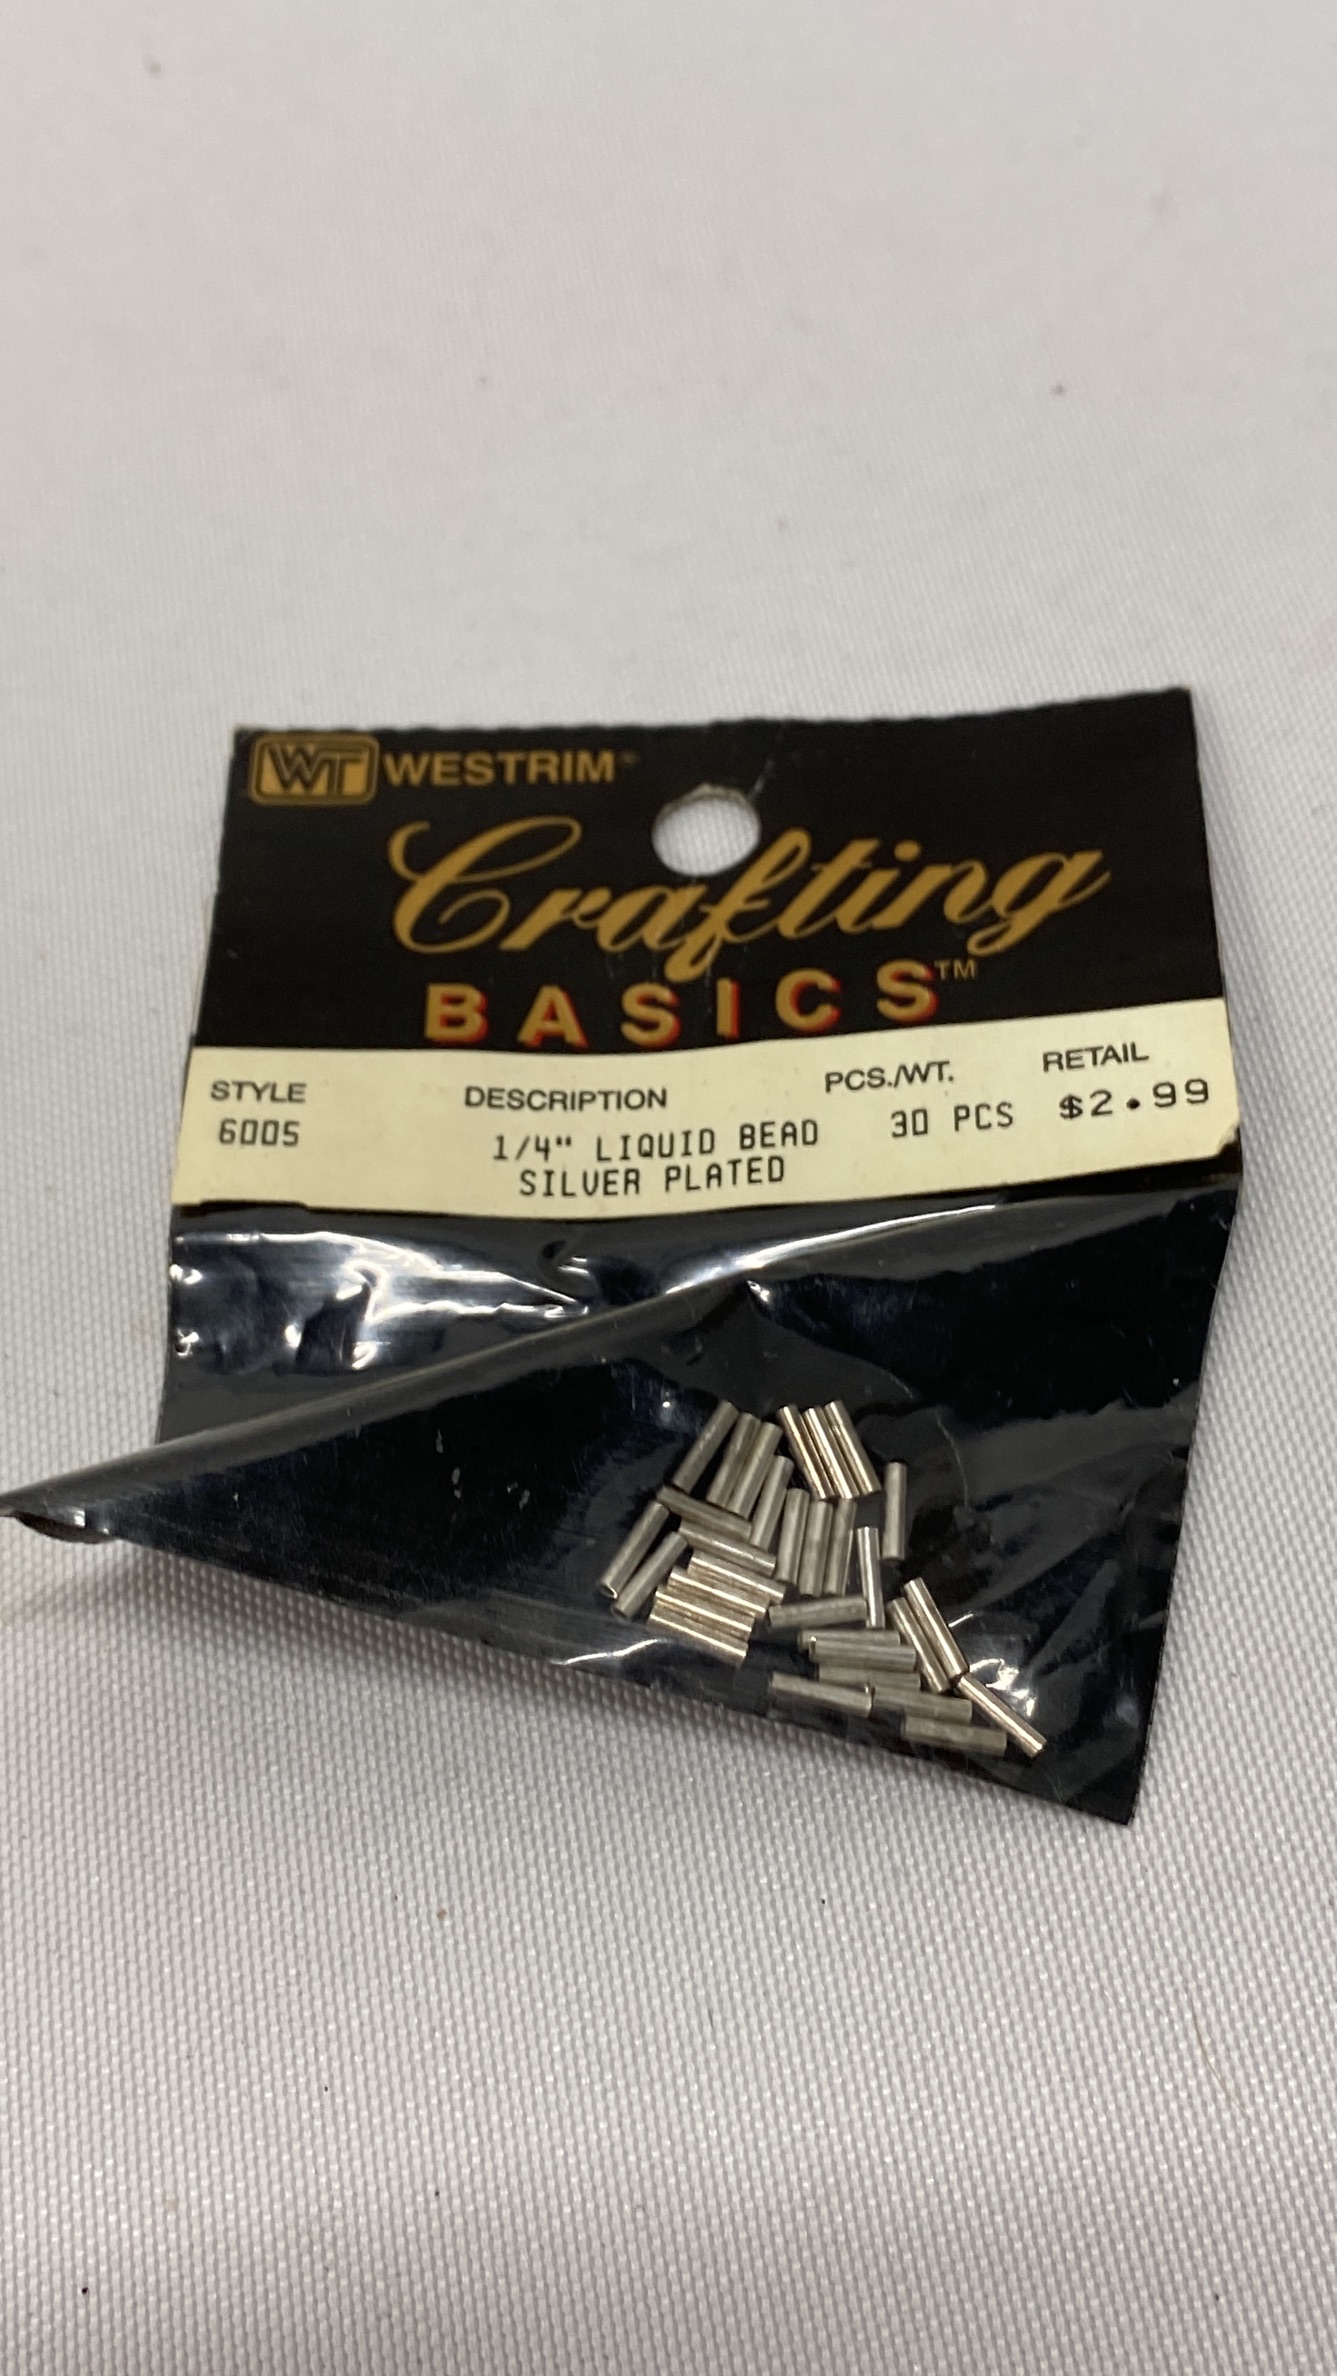 WT WESTRIM®
Crafting
BASICS™
STYLE DESCRIPTION PCS./WT. RETAIL
6005 1/4" LIQUID BEAD 30 PCS $2.99
SILVER PLATED